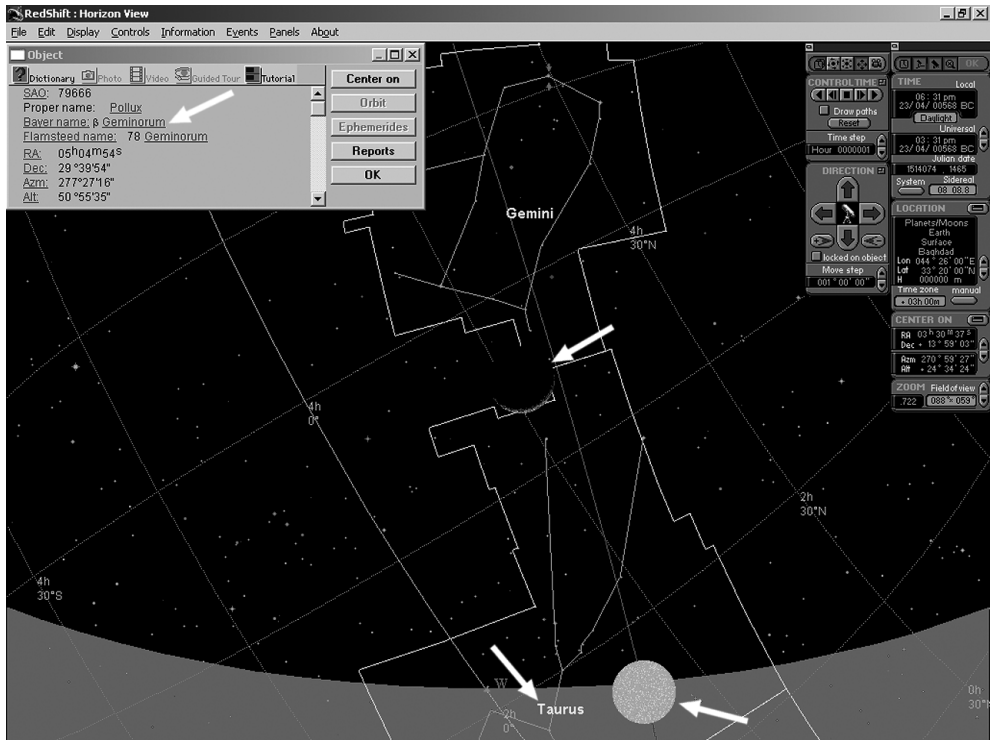 RedShift : Horizon View
File Edit Display Controls Information Events Panels About
Object
Dictionary Photo Video Guided Tour Tutorial
SAO: 79666
Proper name: Pollux
Bayer name: β Geminorum
Flamsteed name: 78 Geminorum
RA: 05h04m54s
Dec: 29 °39'54"
Azm: 277°27'16"
Alt: 50 °55'35"
Center on
Orbit
Ephemerides
Reports
OK
Gemini
4h
30°N
4h
0°
2h
30°N
4h
30°S
W
2h
0°
Taurus
0h
30°
CONTROL TIME
Draw paths
Reset
Time step
Hour 0000001
DIRECTION
locked on object
Move step
001 ° 00' 00"
OK
TIME
Local
06 : 31 pm
23/ 04/ 00568 BC
Daylight
Universal
03 : 31 pm
23/ 04/ 00568 BC
Julian date
1514074 . 1465
System Sidereal
08 08.8
LOCATION
Planets/Moons
Earth
Surface
Baghdad
Lon 044 ° 26' 00"E
Lat 33 ° 20' 00"N
H 000000 m
Time zone manual
+ 03h 00m
CENTER ON
RA 03 h 30 m 37 s
Dec + 13 ° 59' 03"
Azm 270 ° 59' 27"
Alt + 24 ° 34' 24"
ZOOM Field of view
.722 088°× 059°